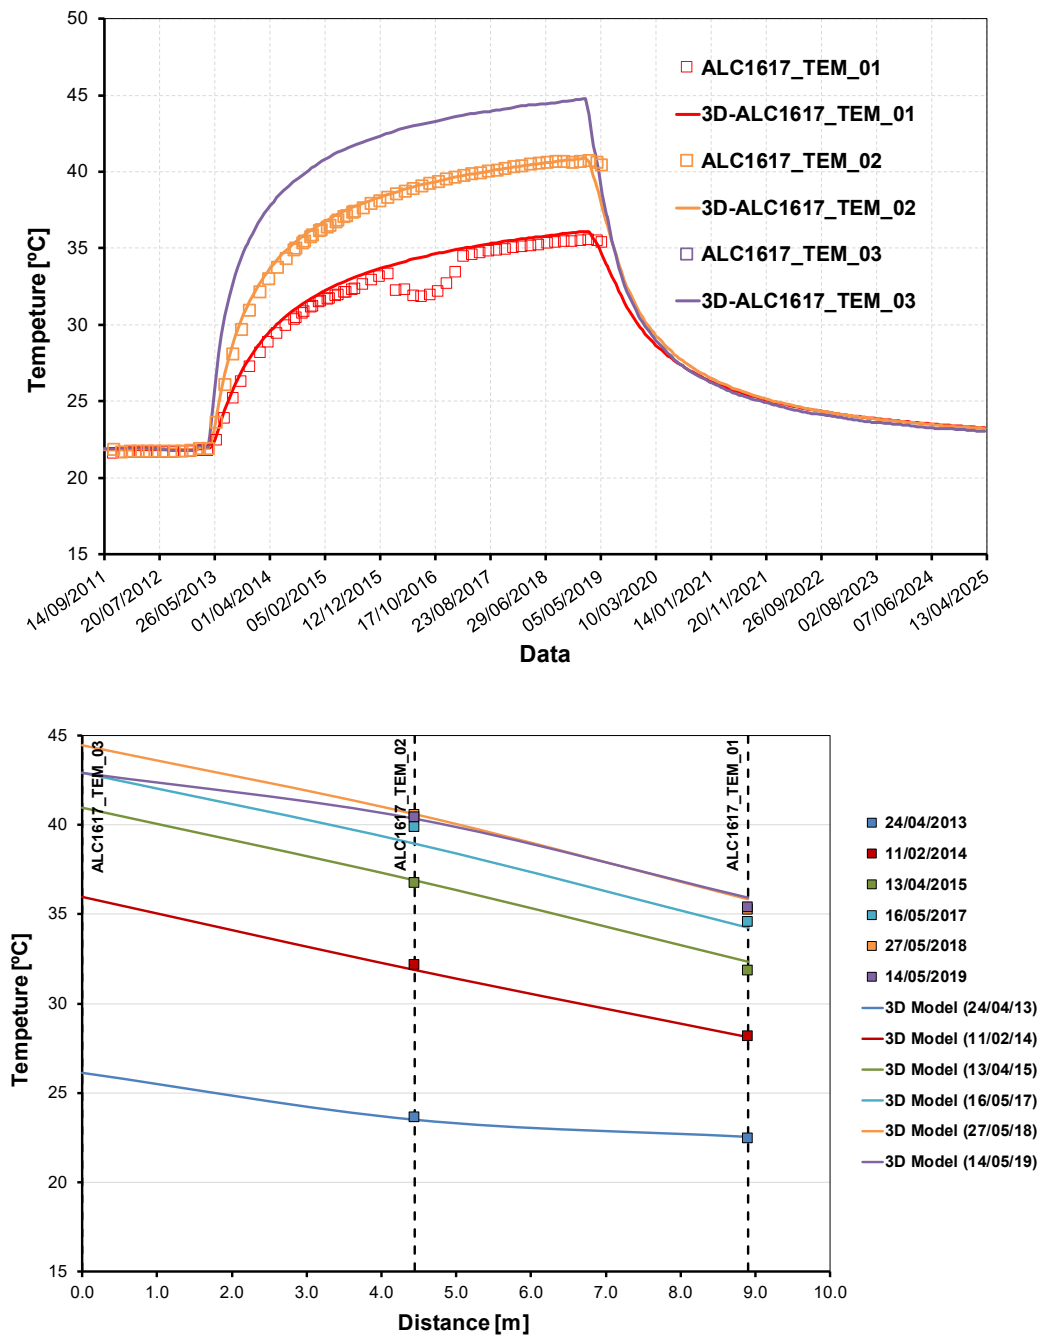 50
45
40
35
30
25
20
15
Tempeture [ºC]
ALC1617_TEM_01
3D-ALC1617_TEM_01
ALC1617_TEM_02
3D-ALC1617_TEM_02
ALC1617_TEM_03
3D-ALC1617_TEM_03
14/09/2011
20/07/2012
26/05/2013
01/04/2014
05/02/2015
12/12/2015
17/10/2016
23/08/2017
29/06/2018
05/05/2019
10/03/2020
14/01/2021
20/11/2021
26/09/2022
02/08/2023
07/06/2024
13/04/2025
Data
45
40
35
30
25
20
15
Tempeture [ºC]
ALC1617_TEM_03
ALC1617_TEM_02
ALC1617_TEM_01
24/04/2013
11/02/2014
13/04/2015
16/05/2017
27/05/2018
14/05/2019
3D Model (24/04/13)
3D Model (11/02/14)
3D Model (13/04/15)
3D Model (16/05/17)
3D Model (27/05/18)
3D Model (14/05/19)
0.0 1.0 2.0 3.0 4.0 5.0 6.0 7.0 8.0 9.0 10.0
Distance [m]